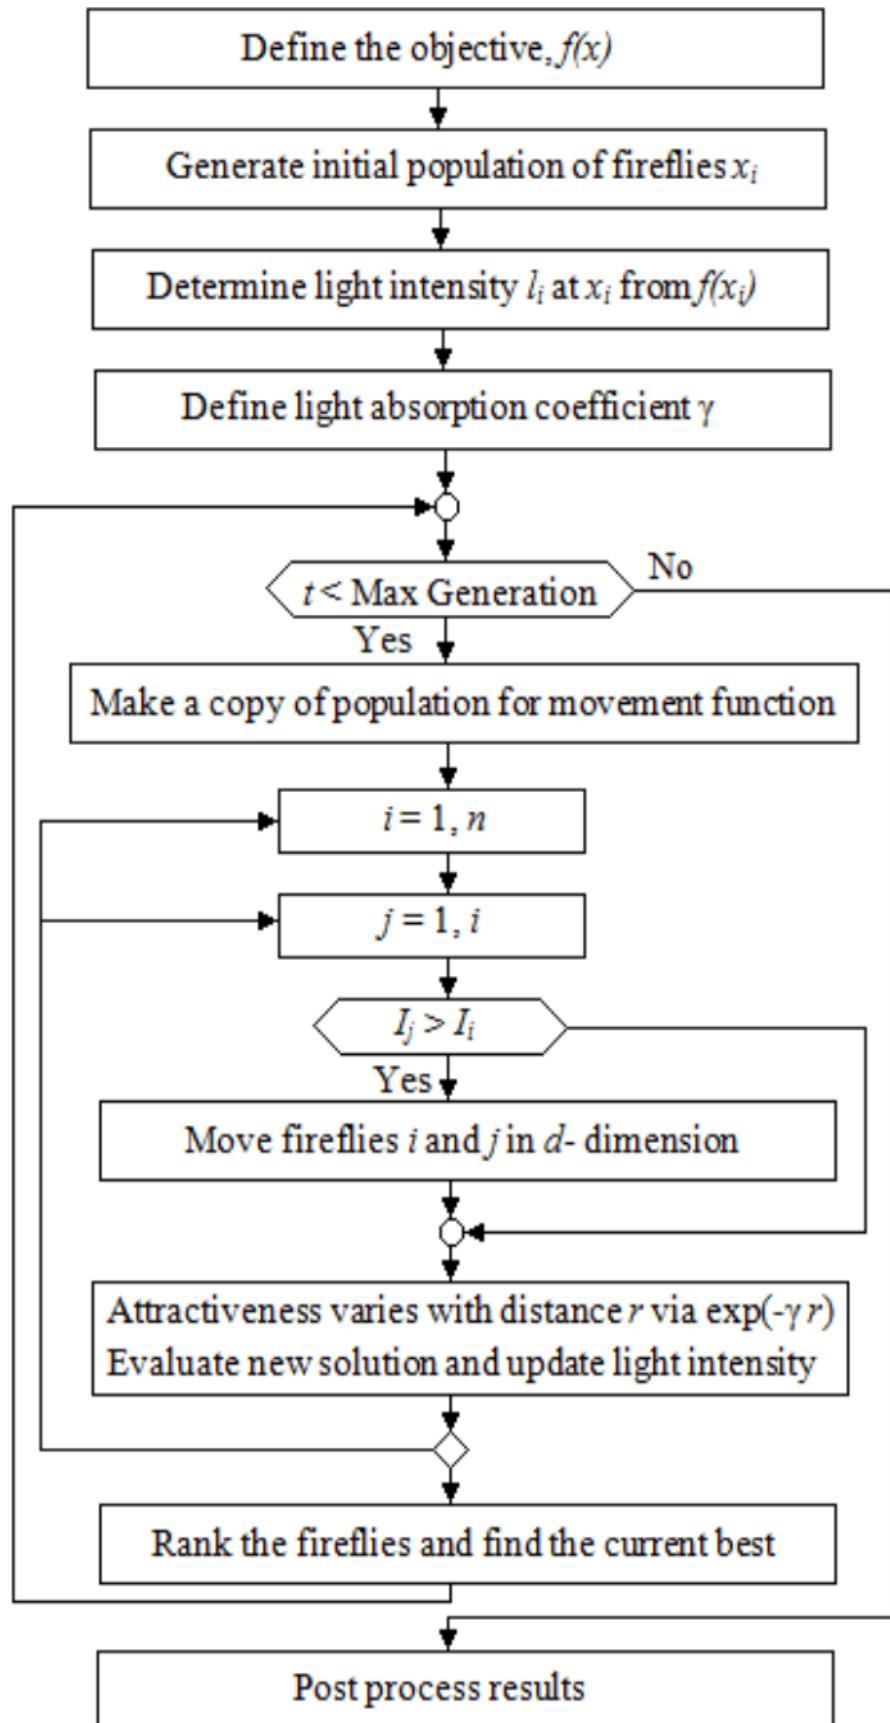 Define the objective, f(x)
Generate initial population of fireflies xᵢ
Determine light intensity lᵢ at xᵢ from f(xᵢ)
Define light absorption coefficient γ
t < Max Generation
No
Yes
Make a copy of population for movement function
i = 1, n
j = 1, i
Iⱼ > Iᵢ
Yes
Move fireflies i and j in d- dimension
Attractiveness varies with distance r via exp(-γ r)
Evaluate new solution and update light intensity
Rank the fireflies and find the current best
Post process results